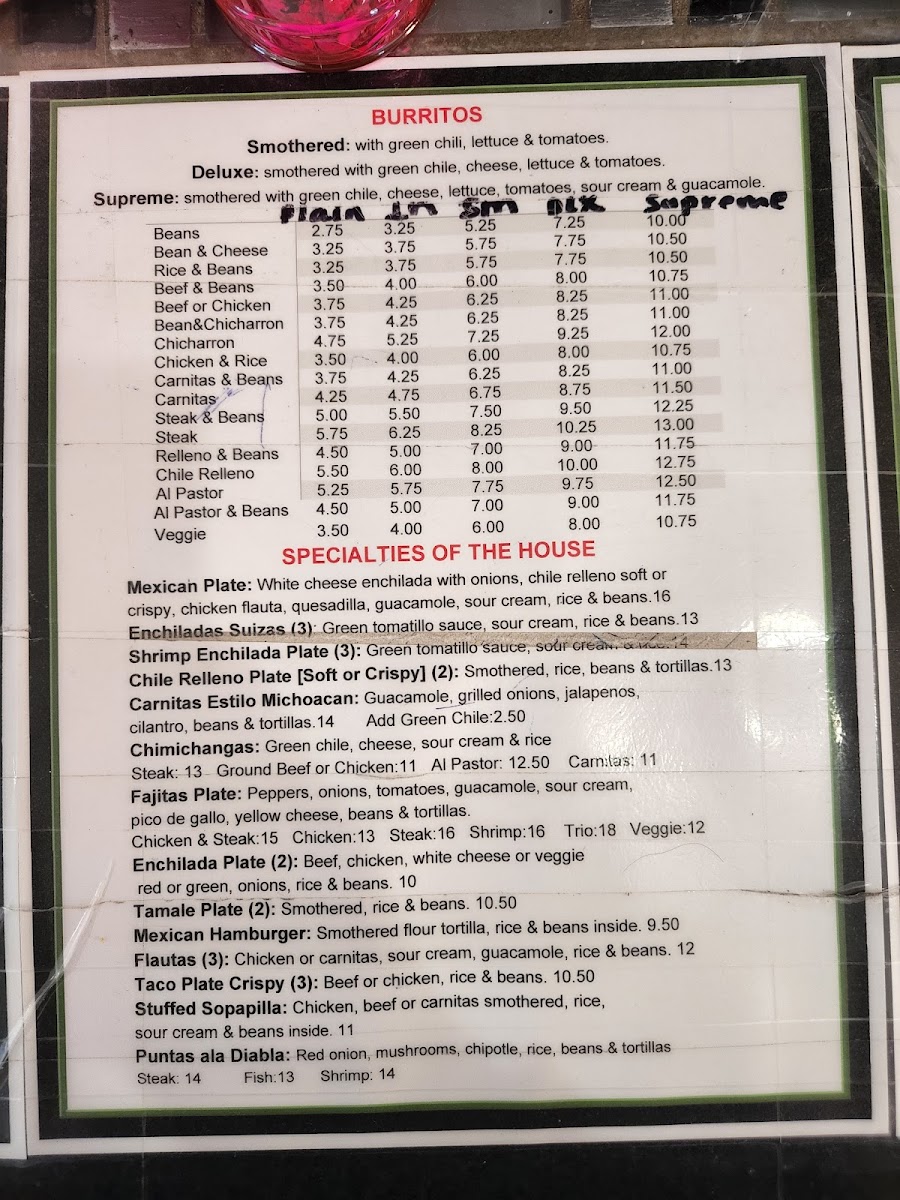 BURRITOS
Smothered: with green chili, lettuce & tomatoes.
Deluxe: smothered with green chile, cheese, lettuce & tomatoes.
Supreme: smothered with green chile, cheese, lettuce, tomatoes, sour cream & guacamole.
Plain In Sm Dlx Supreme
Beans 2.75 3.25 5.25 7.25 10.00
Bean & Cheese 3.25 3.75 5.75 7.75 10.50
Rice & Beans 3.25 3.75 5.75 7.75 10.50
Beef & Beans 3.50 4.00 6.00 8.00 10.75
Beef or Chicken 3.75 4.25 6.25 8.25 11.00
Bean&Chicharron 3.75 4.25 6.25 8.25 11.00
Chicharron 4.75 5.25 7.25 9.25 12.00
Chicken & Rice 3.50 4.00 6.00 8.00 10.75
Carnitas & Beans 3.75 4.25 6.25 8.25 11.00
Carnitas 4.25 4.75 6.75 8.75 11.50
Steak & Beans 5.00 5.50 7.50 9.50 12.25
Steak 5.75 6.25 8.25 10.25 13.00
Relleno & Beans 4.50 5.00 7.00 9.00 11.75
Chile Relleno 5.50 6.00 8.00 10.00 12.75
Al Pastor 5.25 5.75 7.75 9.75 12.50
Al Pastor & Beans 4.50 5.00 7.00 9.00 11.75
Veggie 3.50 4.00 6.00 8.00 10.75
SPECIALTIES OF THE HOUSE
Mexican Plate: White cheese enchilada with onions, chile relleno soft or
crispy, chicken flauta, quesadilla, guacamole, sour cream, rice & beans.16
Enchiladas Suizas (3): Green tomatillo sauce, sour cream, rice & beans.13
Shrimp Enchilada Plate (3): Green tomatillo sauce, sour cream, & rice.14
Chile Relleno Plate [Soft or Crispy] (2): Smothered, rice, beans & tortillas.13
Carnitas Estilo Michoacan: Guacamole, grilled onions, jalapenos,
cilantro, beans & tortillas.14 Add Green Chile:2.50
Chimichangas: Green chile, cheese, sour cream & rice
Steak: 13 Ground Beef or Chicken:11 Al Pastor: 12.50 Carnitas: 11
Fajitas Plate: Peppers, onions, tomatoes, guacamole, sour cream,
pico de gallo, yellow cheese, beans & tortillas.
Chicken & Steak:15 Chicken:13 Steak:16 Shrimp:16 Trio:18 Veggie:12
Enchilada Plate (2): Beef, chicken, white cheese or veggie
red or green, onions, rice & beans. 10
Tamale Plate (2): Smothered, rice & beans. 10.50
Mexican Hamburger: Smothered flour tortilla, rice & beans inside. 9.50
Flautas (3): Chicken or carnitas, sour cream, guacamole, rice & beans. 12
Taco Plate Crispy (3): Beef or chicken, rice & beans. 10.50
Stuffed Sopapilla: Chicken, beef or carnitas smothered, rice,
sour cream & beans inside. 11
Puntas ala Diabla: Red onion, mushrooms, chipotle, rice, beans & tortillas
Steak: 14 Fish:13 Shrimp: 14